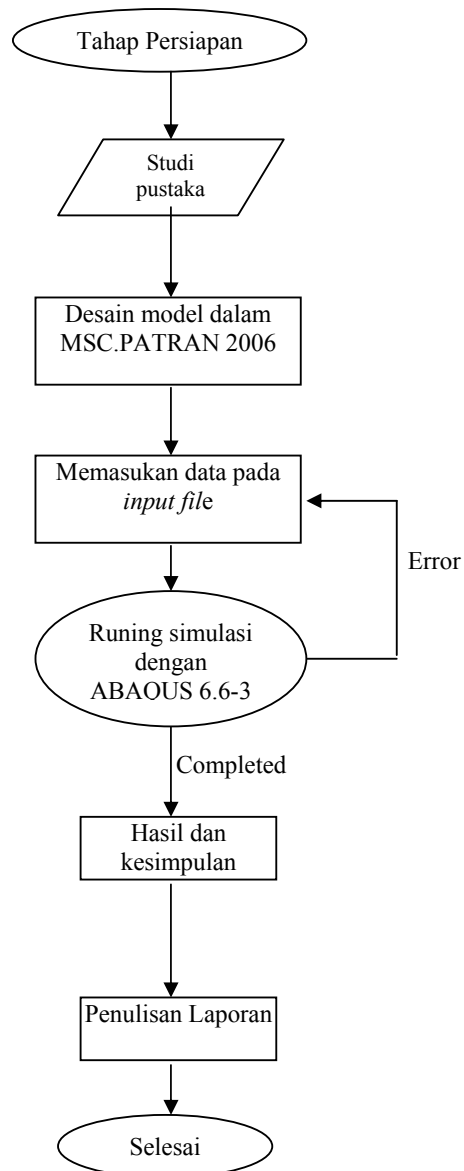 Tahap Persiapan
Studi
pustaka
Desain model dalam
MSC.PATRAN 2006
Memasukan data pada
input file
Error
Runing simulasi
dengan
ABAOUS 6.6-3
Completed
Hasil dan
kesimpulan
Penulisan Laporan
Selesai